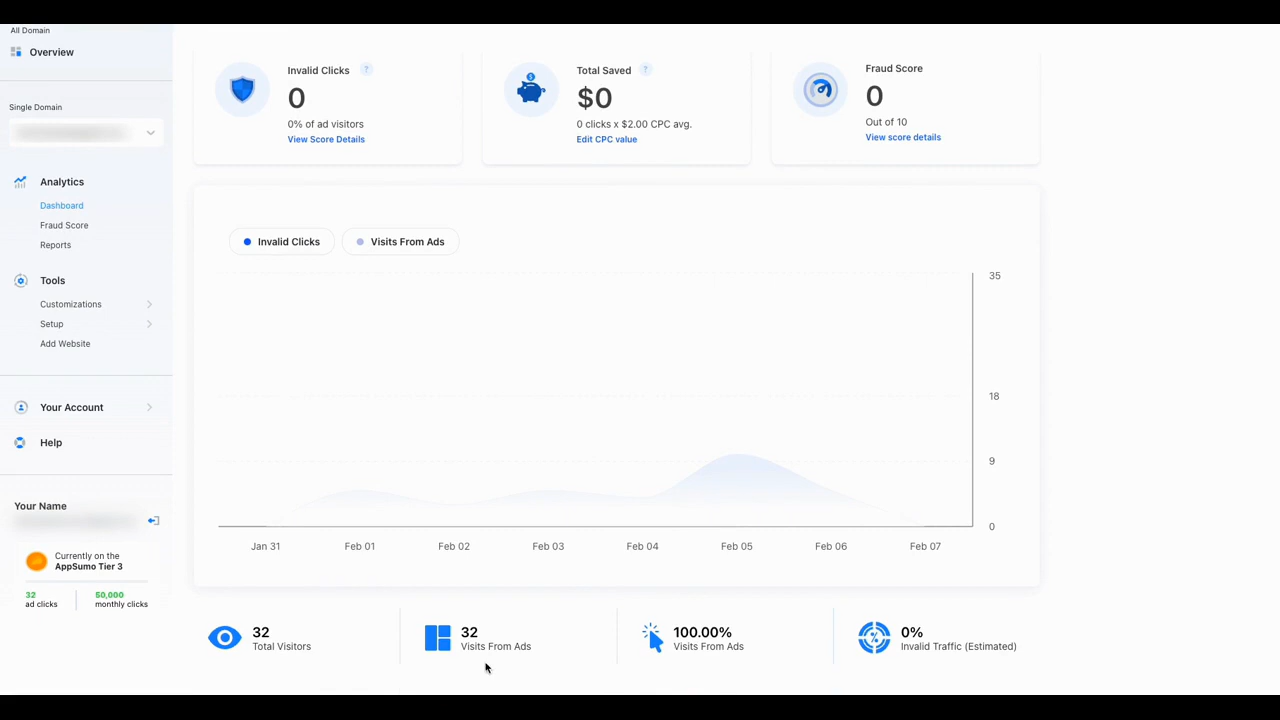 All Domain
Overview
Single Domain
Analytics
Dashboard
Fraud Score
Reports
Tools
Customizations
Setup
Add Website
Your Account
Help
Your Name
Currently on the
AppSumo Tier 3
32
ad clicks
50,000
monthly clicks
Invalid Clicks ?
0
0% of ad visitors
View Score Details
Total Saved ?
$0
0 clicks x $2.00 CPC avg.
Edit CPC value
Fraud Score
0
Out of 10
View score details
Invalid Clicks
Visits From Ads
35
18
9
0
Jan 31 Feb 01 Feb 02 Feb 03 Feb 04 Feb 05 Feb 06 Feb 07
32
Total Visitors
32
Visits From Ads
100.00%
Visits From Ads
0%
Invalid Traffic (Estimated)